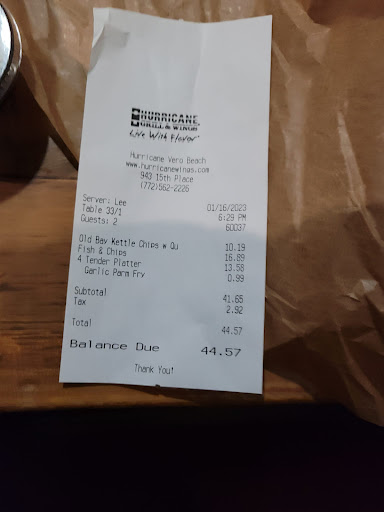 HURRICANE
GRILL & WINGS
Live With Flavor
Hurricane Vero Beach
www.hurricanewings.com
943 15th Place
(772)562-2226
Server: Lee 01/16/2023
Table 33/1 6:29 PM
Guests: 2 60037
Old Bay Kettle Chips w Qu 10.19
Fish & Chips 16.89
4 Tender Platter 13.58
Garlic Parm Fry 0.99
Subtotal 41.65
Tax 2.92
Total 44.57
Balance Due 44.57
Thank You!